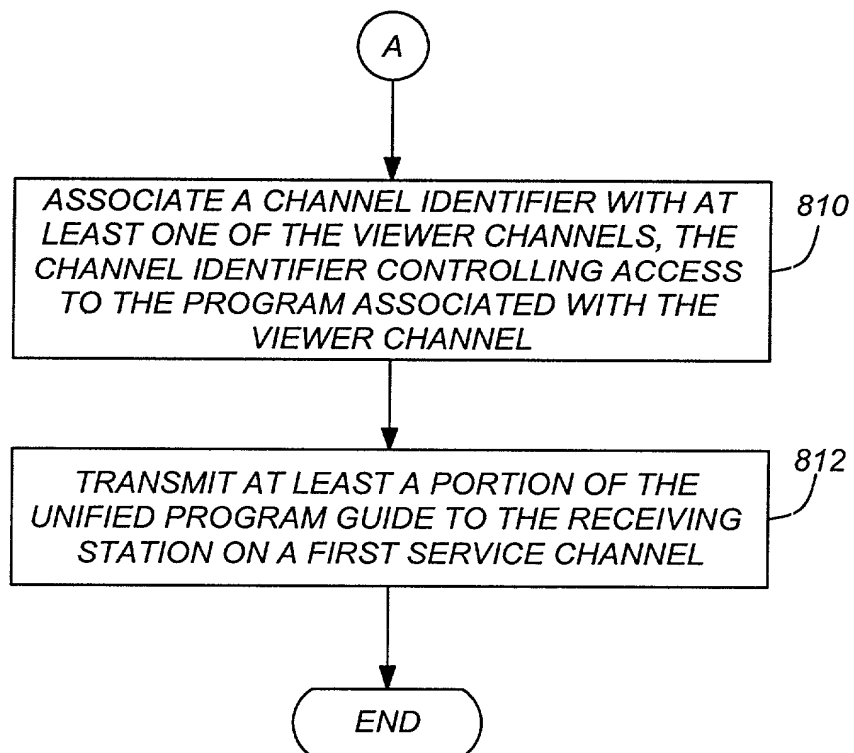 A
ASSOCIATE A CHANNEL IDENTIFIER WITH AT
LEAST ONE OF THE VIEWER CHANNELS, THE
CHANNEL IDENTIFIER CONTROLLING ACCESS
TO THE PROGRAM ASSOCIATED WITH THE
VIEWER CHANNEL
810
TRANSMIT AT LEAST A PORTION OF THE
UNIFIED PROGRAM GUIDE TO THE RECEIVING
STATION ON A FIRST SERVICE CHANNEL
812
END